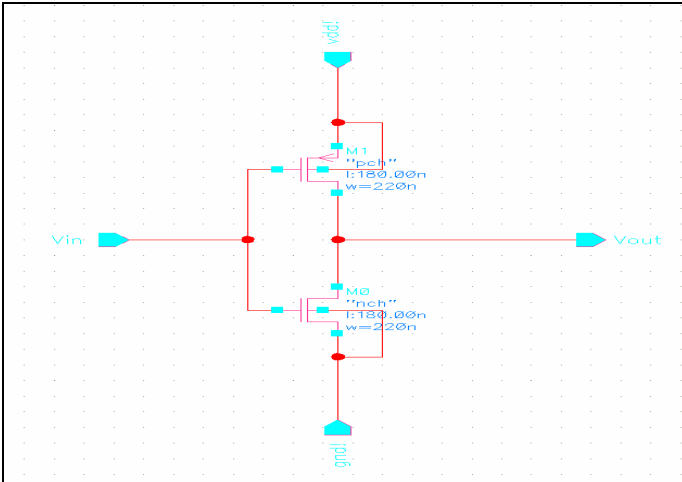 vdd!
M1
"pch"
l:180.00n
w=220n
Vin
Vout
M0
"nch"
l:180.00n
w=220n
gnd!